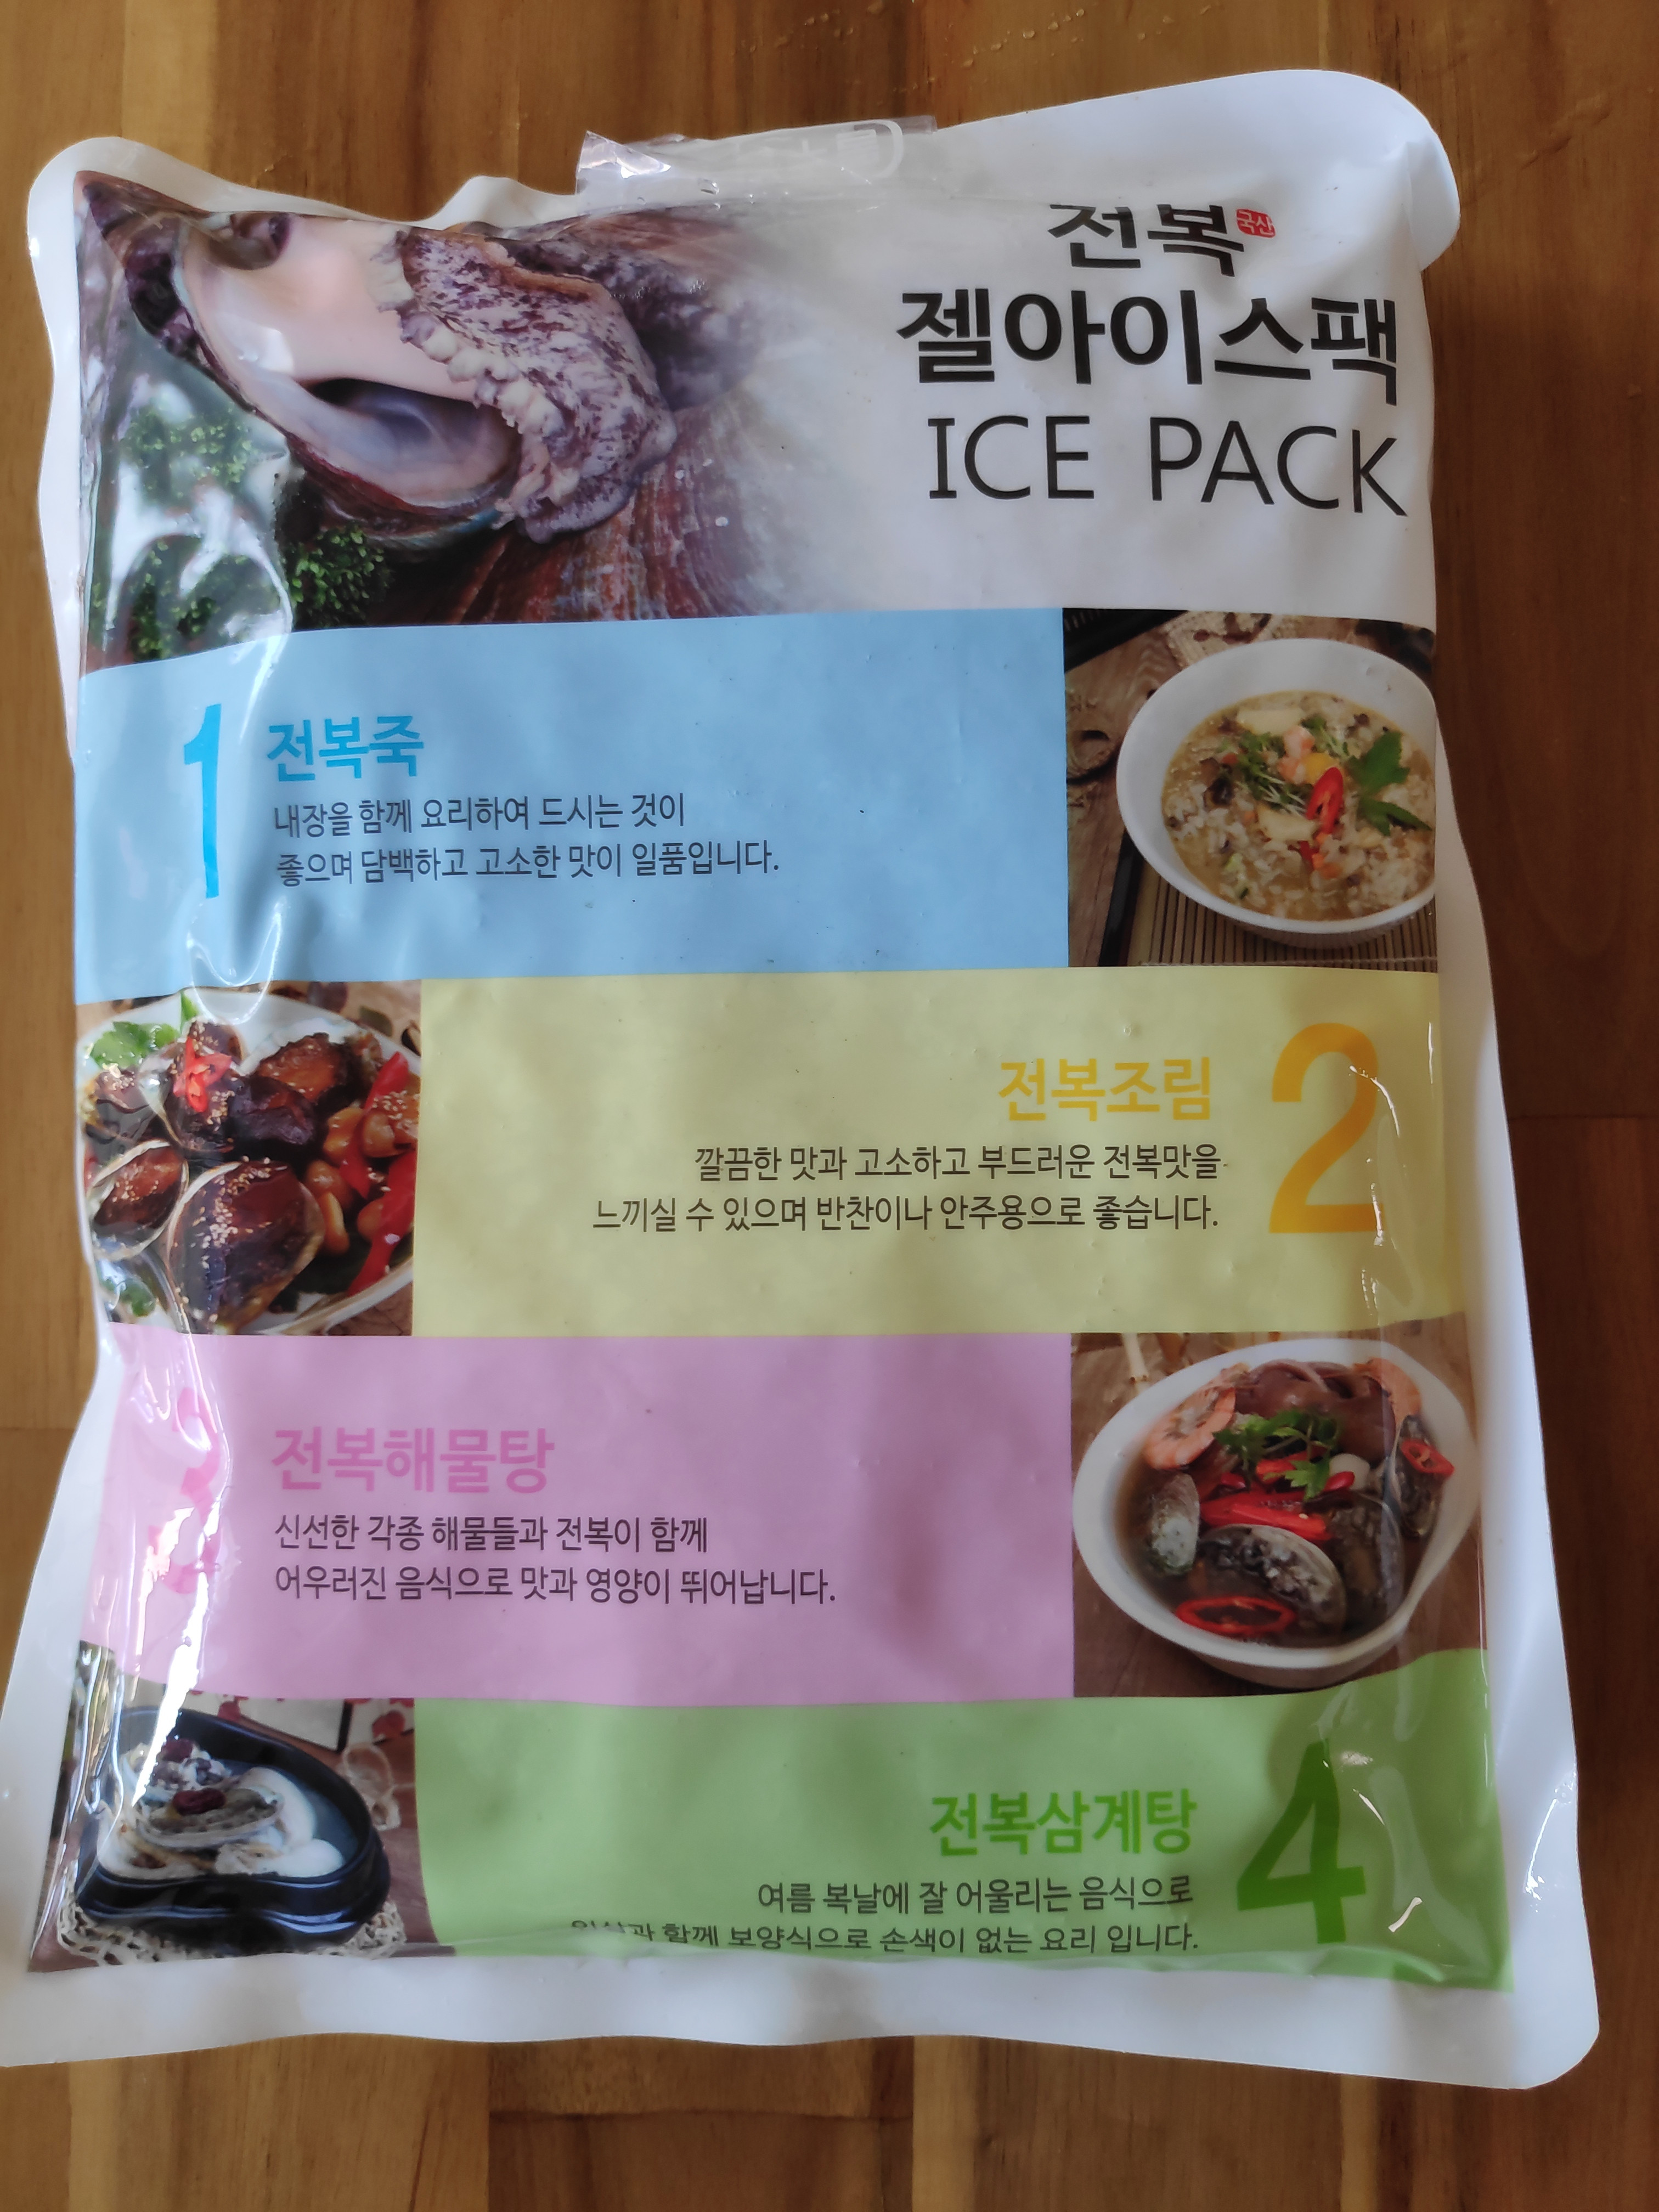 전복 국산
젤아이스팩
ICE PACK
1
전복죽
내장을 함께 요리하여 드시는 것이
좋으며 담백하고 고소한 맛이 일품입니다.
전복조림
2
깔끔한 맛과 고소하고 부드러운 전복맛을
느끼실 수 있으며 반찬이나 안주용으로 좋습니다.
3
전복해물탕
신선한 각종 해물들과 전복이 함께
어우러진 음식으로 맛과 영양이 뛰어납니다.
전복삼계탕
4
여름 복날에 잘 어울리는 음식으로
함께 보양식으로 손색이 없는 요리 입니다.